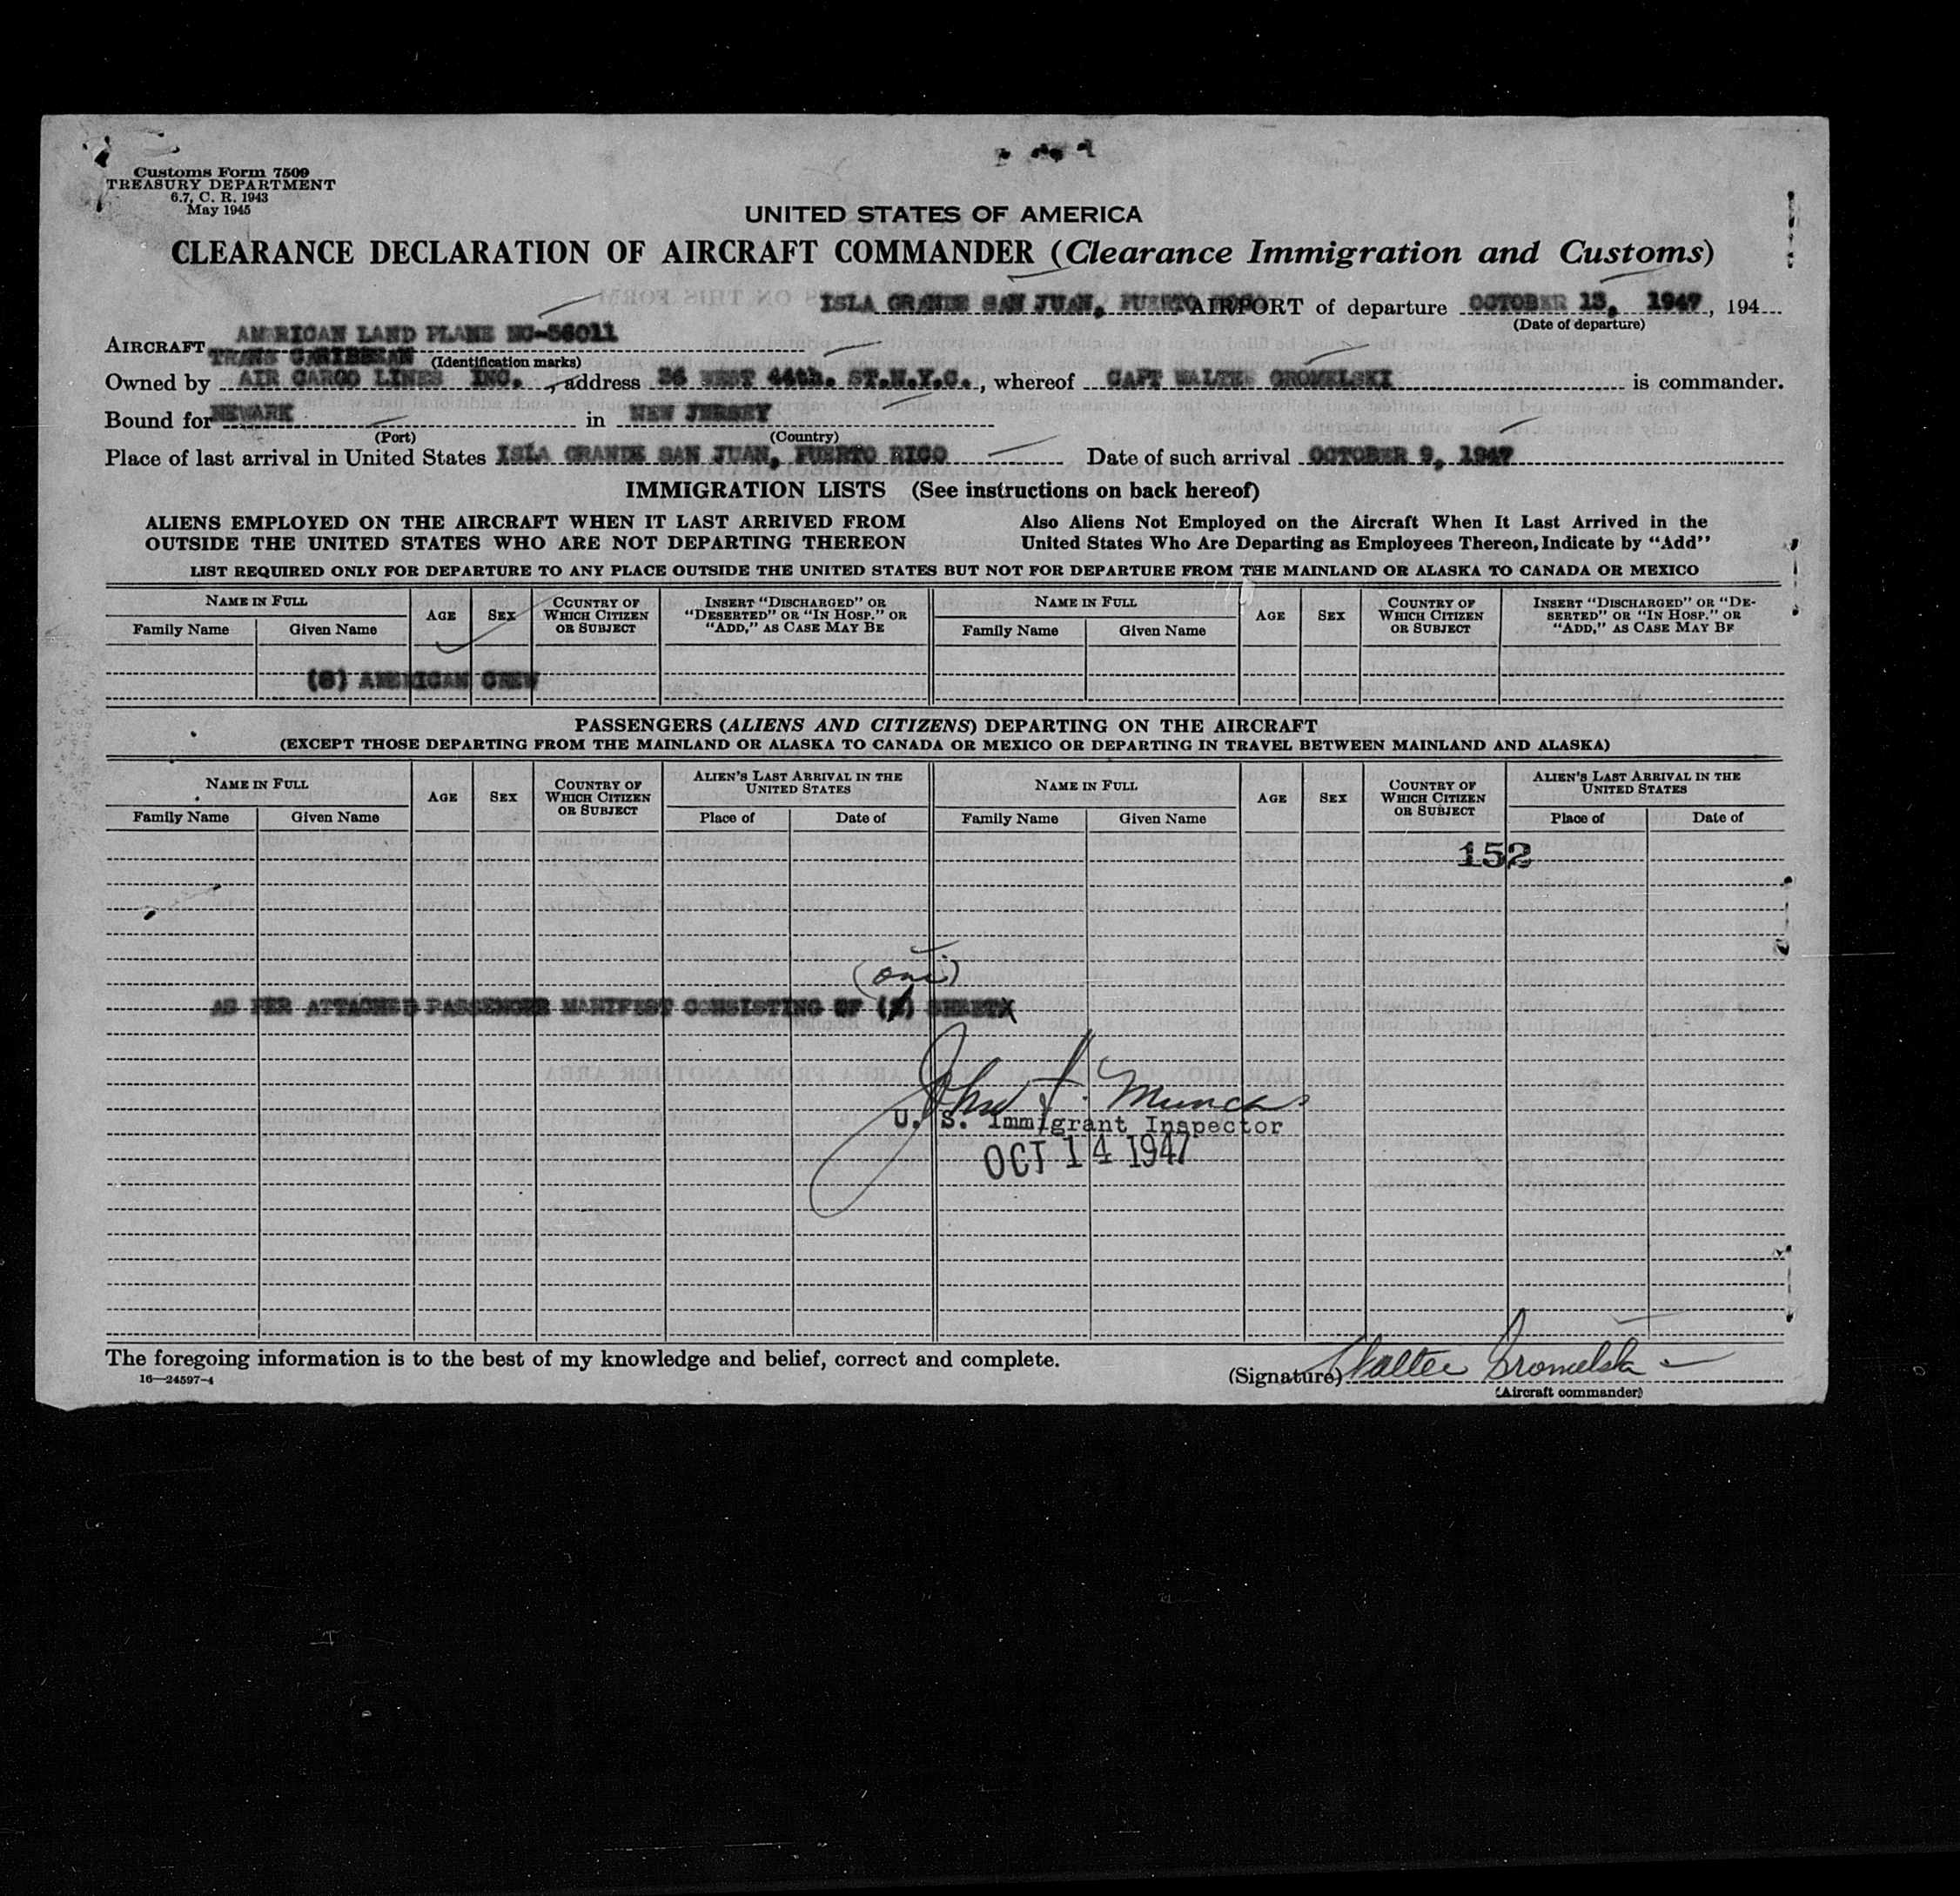 Customs Form 7509
TREASURY DEPARTMENT
6.7, C. R. 1943
May 1945
UNITED STATES OF AMERICA
CLEARANCE DECLARATION OF AIRCRAFT COMMANDER (Clearance Immigration and Customs)
ISLA GRANDE SAN JUAN, PUERTO AIRPORT of departure OCTOBER 13, 1947, 194
(Date of departure)
AIRCRAFT AMERICAN LAND PLANE NC-56011
TRANS CARIBBEAN (Identification marks)
Owned by AIR CARGO LINES INC., address 36 WEST 44th. ST.N.Y.C., whereof CAPT WALTER GROMELSKI is commander.
Bound for NEWARK in NEW JERSEY
(Port) (Country)
Place of last arrival in United States ISLA GRANDE SAN JUAN, PUERTO RICO Date of such arrival OCTOBER 9, 1947
IMMIGRATION LISTS (See instructions on back hereof)
ALIENS EMPLOYED ON THE AIRCRAFT WHEN IT LAST ARRIVED FROM Also Aliens Not Employed on the Aircraft When It Last Arrived in the
OUTSIDE THE UNITED STATES WHO ARE NOT DEPARTING THEREON United States Who Are Departing as Employees Thereon, Indicate by “Add”
LIST REQUIRED ONLY FOR DEPARTURE TO ANY PLACE OUTSIDE THE UNITED STATES BUT NOT FOR DEPARTURE FROM THE MAINLAND OR ALASKA TO CANADA OR MEXICO
NAME IN FULL AGE SEX COUNTRY OF WHICH CITIZEN OR SUBJECT INSERT “DISCHARGED” OR “DESERTED” OR “IN HOSP.” OR “ADD,” AS CASE MAY BE NAME IN FULL AGE SEX COUNTRY OF WHICH CITIZEN OR SUBJECT INSERT “DISCHARGED” OR “DE-SERTED” OR “IN HOSP.” OR “ADD,” AS CASE MAY BE
Family Name Given Name Family Name Given Name
AMERICAN CREW
PASSENGERS (ALIENS AND CITIZENS) DEPARTING ON THE AIRCRAFT
(EXCEPT THOSE DEPARTING FROM THE MAINLAND OR ALASKA TO CANADA OR MEXICO OR DEPARTING IN TRAVEL BETWEEN MAINLAND AND ALASKA)
NAME IN FULL AGE SEX COUNTRY OF WHICH CITIZEN OR SUBJECT ALIEN'S LAST ARRIVAL IN THE UNITED STATES NAME IN FULL AGE SEX COUNTRY OF WHICH CITIZEN OR SUBJECT ALIEN'S LAST ARRIVAL IN THE UNITED STATES
Family Name Given Name Place of Date of Family Name Given Name Place of Date of
152
(one)
AS PER ATTACHED PASSENGER MANIFEST CONSISTING OF SHEET
John
U. S. Immigrant Inspector
OCT 14 1947
The foregoing information is to the best of my knowledge and belief, correct and complete.
16—24597-4
(Signature) Walter Gromelski
(Aircraft commander)